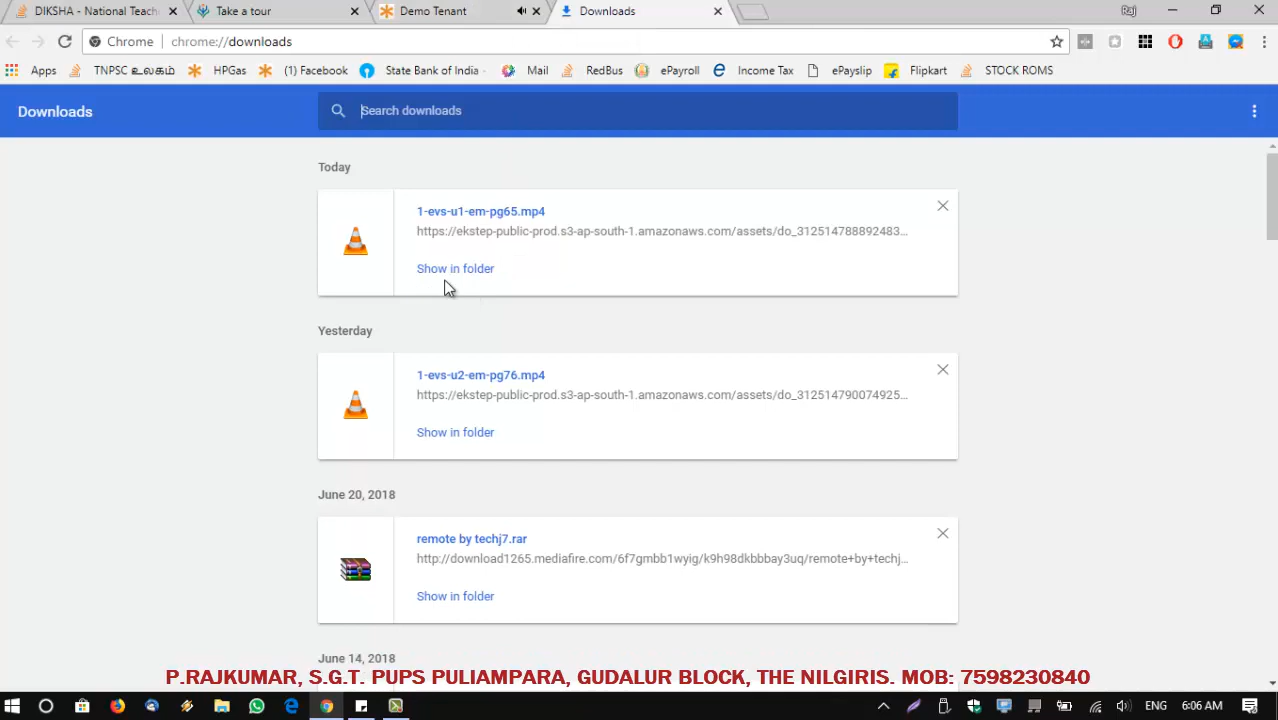 DIKSHA - National Teach
Take a tour
Demo Tenant
Downloads
Chrome
chrome://downloads
Apps
TNPSC உலகம்
HPGas
(1) Facebook
State Bank of India
Mail
RedBus
ePayroll
Income Tax
ePayslip
Flipkart
STOCK ROMS
Downloads
Search downloads
Today
1-evs-u1-em-pg65.mp4
https://ekstep-public-prod.s3-ap-south-1.amazonaws.com/assets/do_312514788892483...
Show in folder
Yesterday
1-evs-u2-em-pg76.mp4
https://ekstep-public-prod.s3-ap-south-1.amazonaws.com/assets/do_312514790074925...
Show in folder
June 20, 2018
remote by techj7.rar
http://download1265.mediafire.com/6f7gmbb1wyig/k9h98dkbbbay3uq/remote+by+techj...
Show in folder
June 14, 2018
P.RAJKUMAR, S.G.T. PUPS PULIAMPARA, GUDALUR BLOCK, THE NILGIRIS. MOB: 7598230840
ENG
6:06 AM